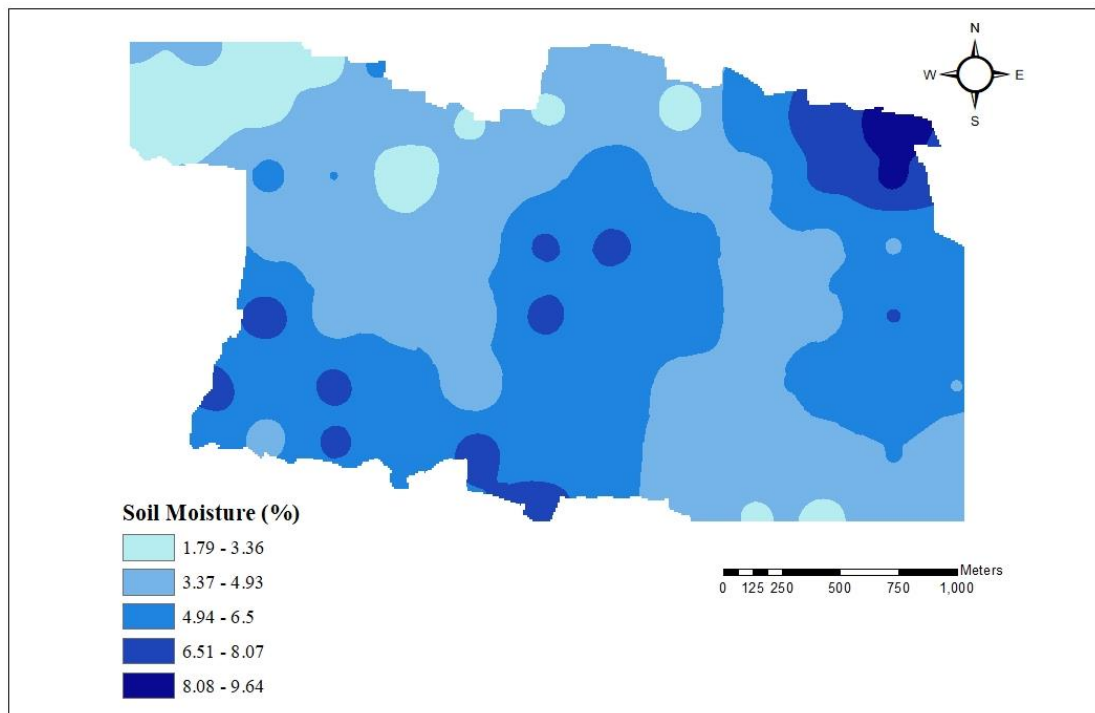 N
W E
S
Soil Moisture (%)
1.79 - 3.36
3.37 - 4.93
4.94 - 6.5
6.51 - 8.07
8.08 - 9.64
Meters
0 125 250 500 750 1,000